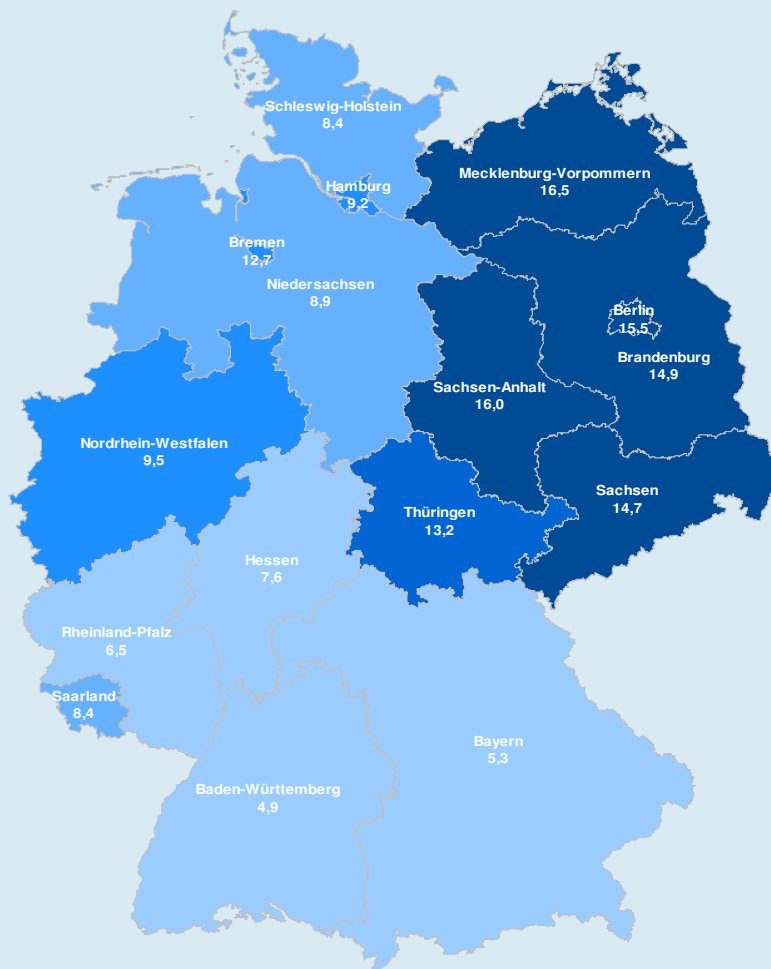 Schleswig-Holstein
8,4
Mecklenburg-Vorpommern
16,5
Hamburg
9,2
Bremen
12,7
Niedersachsen
8,9
Berlin
15,5
Brandenburg
14,9
Sachsen-Anhalt
16,0
Nordrhein-Westfalen
9,5
Sachsen
14,7
Thüringen
13,2
Hessen
7,6
Rheinland-Pfalz
6,5
Saarland
8,4
Bayern
5,3
Baden-Württemberg
4,9